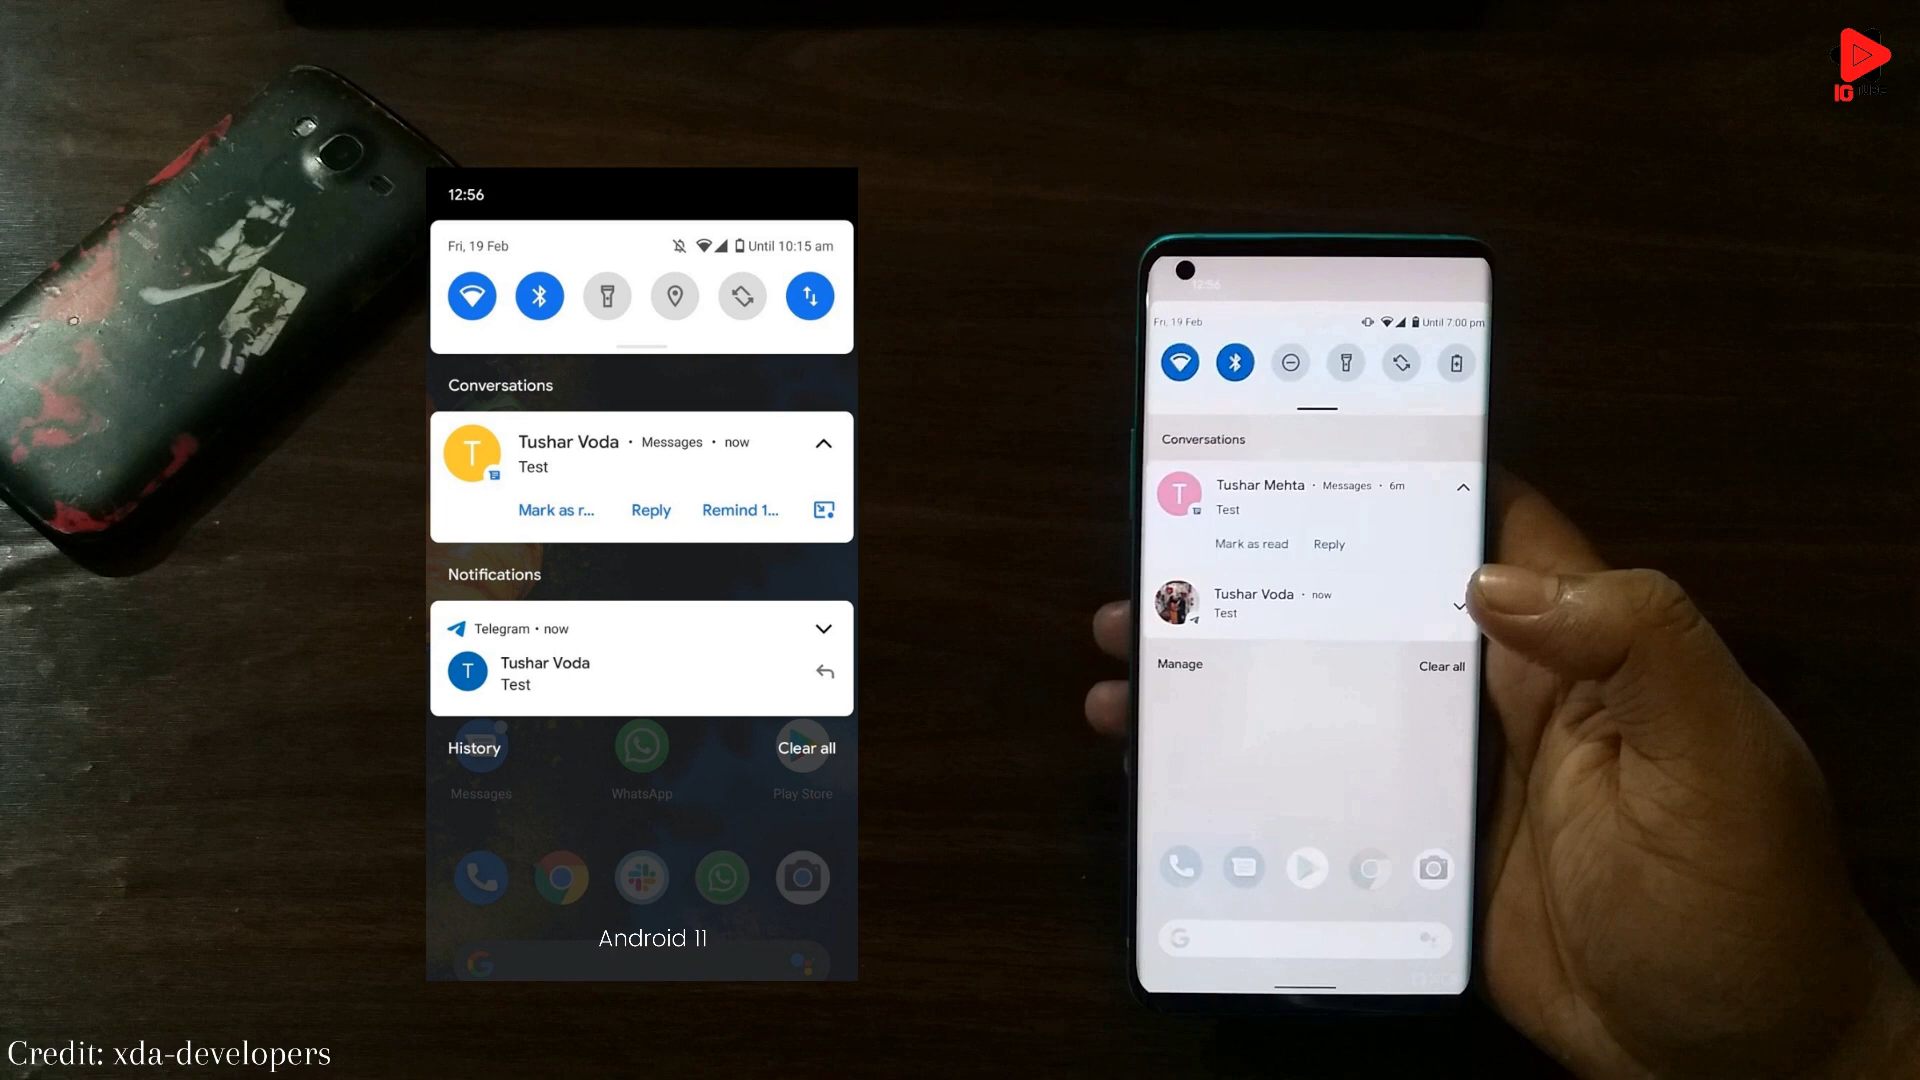 IG
12:56
Fri, 19 Feb
Until 10:15 am
Conversations
T
Tushar Voda • Messages • now
Test
Mark as r... Reply Remind 1...
Notifications
Telegram • now
T
Tushar Voda
Test
History Clear all
Messages WhatsApp Play Store
Android 11
12:56
Fri, 19 Feb
Until 7:00 pm
Conversations
T
Tushar Mehta · Messages · 6m
Test
Mark as read Reply
Tushar Voda · now
Test
Manage Clear all
Credit: xda-developers